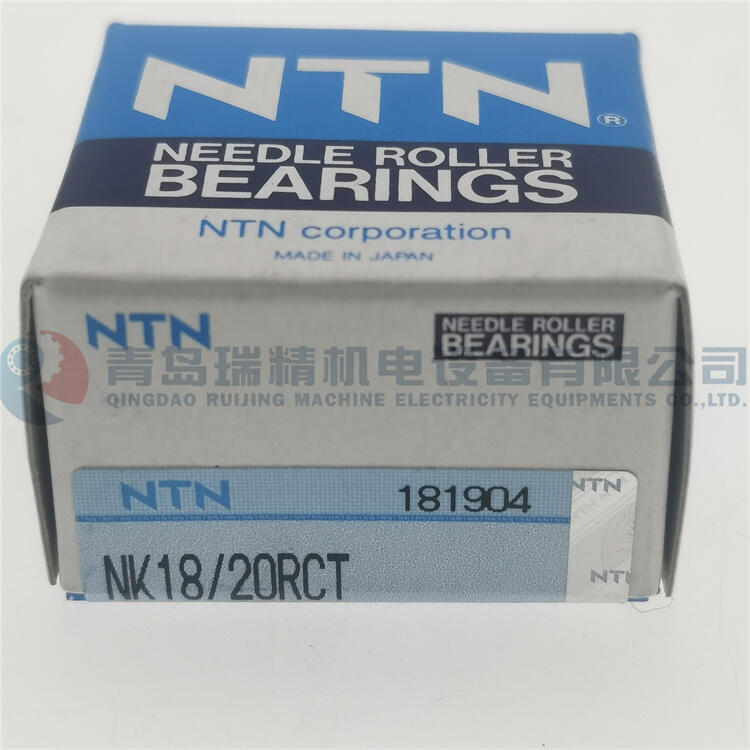 NTN®
NEEDLE ROLLER
BEARINGS
NTN corporation
MADE IN JAPAN
NTN
NEEDLE ROLLER
BEARINGS
青岛瑞精机电设备有限公司
QINGDAO RUIJING MACHINE ELECTRICITY EQUIPMENTS CO.,LTD.
NTN
181904
NTN
NK18/20RCT
NTN